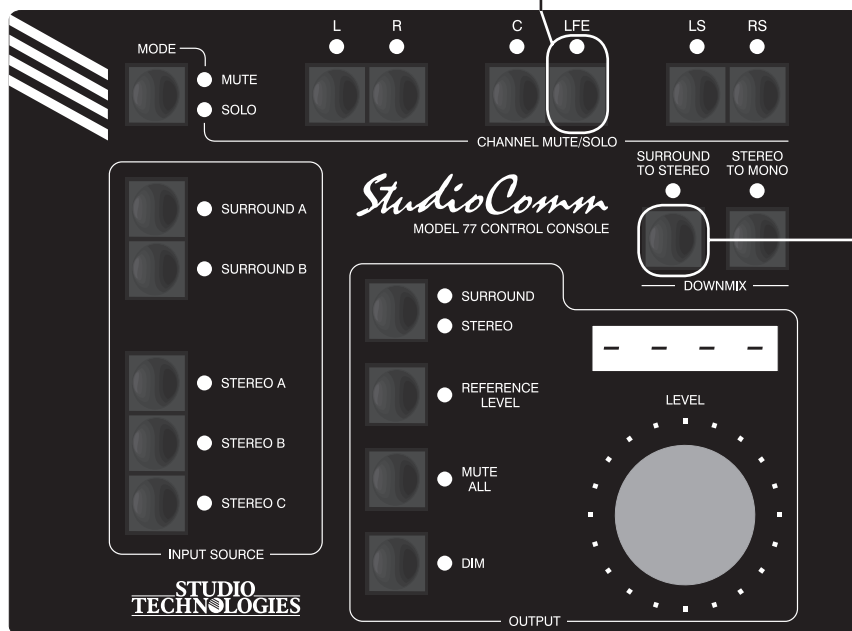 L R C LFE LS RS
MODE
MUTE
SOLO
CHANNEL MUTE/SOLO
SURROUND
TO STEREO
STEREO
TO MONO
DOWNMIX
StudioComm
MODEL 77 CONTROL CONSOLE
SURROUND A
SURROUND B
STEREO A
STEREO B
STEREO C
INPUT SOURCE
SURROUND
STEREO
REFERENCE
LEVEL
MUTE
ALL
DIM
- - - -
LEVEL
OUTPUT
STUDIO
TECHNOLOGIES